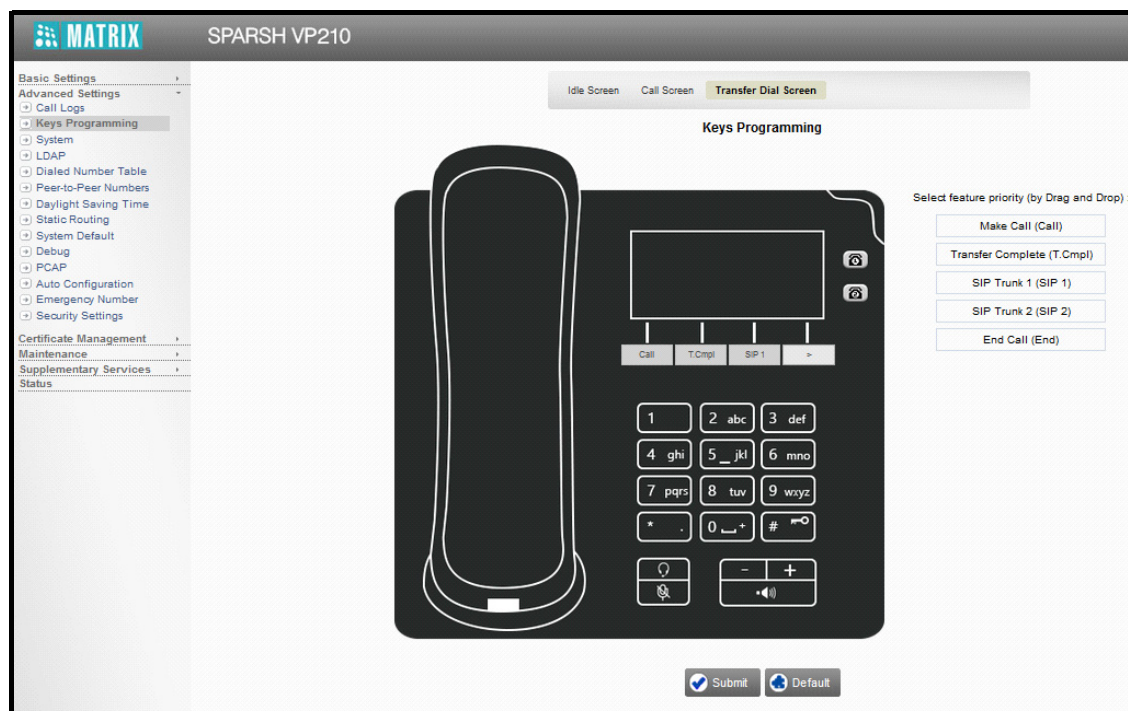 MATRIX
SPARSH VP210
Basic Settings
Advanced Settings
Call Logs
Keys Programming
System
LDAP
Dialed Number Table
Peer-to-Peer Numbers
Daylight Saving Time
Static Routing
System Default
Debug
PCAP
Auto Configuration
Emergency Number
Security Settings
Certificate Management
Maintenance
Supplementary Services
Status
Idle Screen Call Screen Transfer Dial Screen
Keys Programming
Call T.Cmpl SIP 1 >
1 2 abc 3 def
4 ghi 5 _ jkl 6 mno
7 pqrs 8 tuv 9 wxyz
* . 0 ⎵ + #
- +
Select feature priority (by Drag and Drop) :
Make Call (Call)
Transfer Complete (T.Cmpl)
SIP Trunk 1 (SIP 1)
SIP Trunk 2 (SIP 2)
End Call (End)
Submit Default